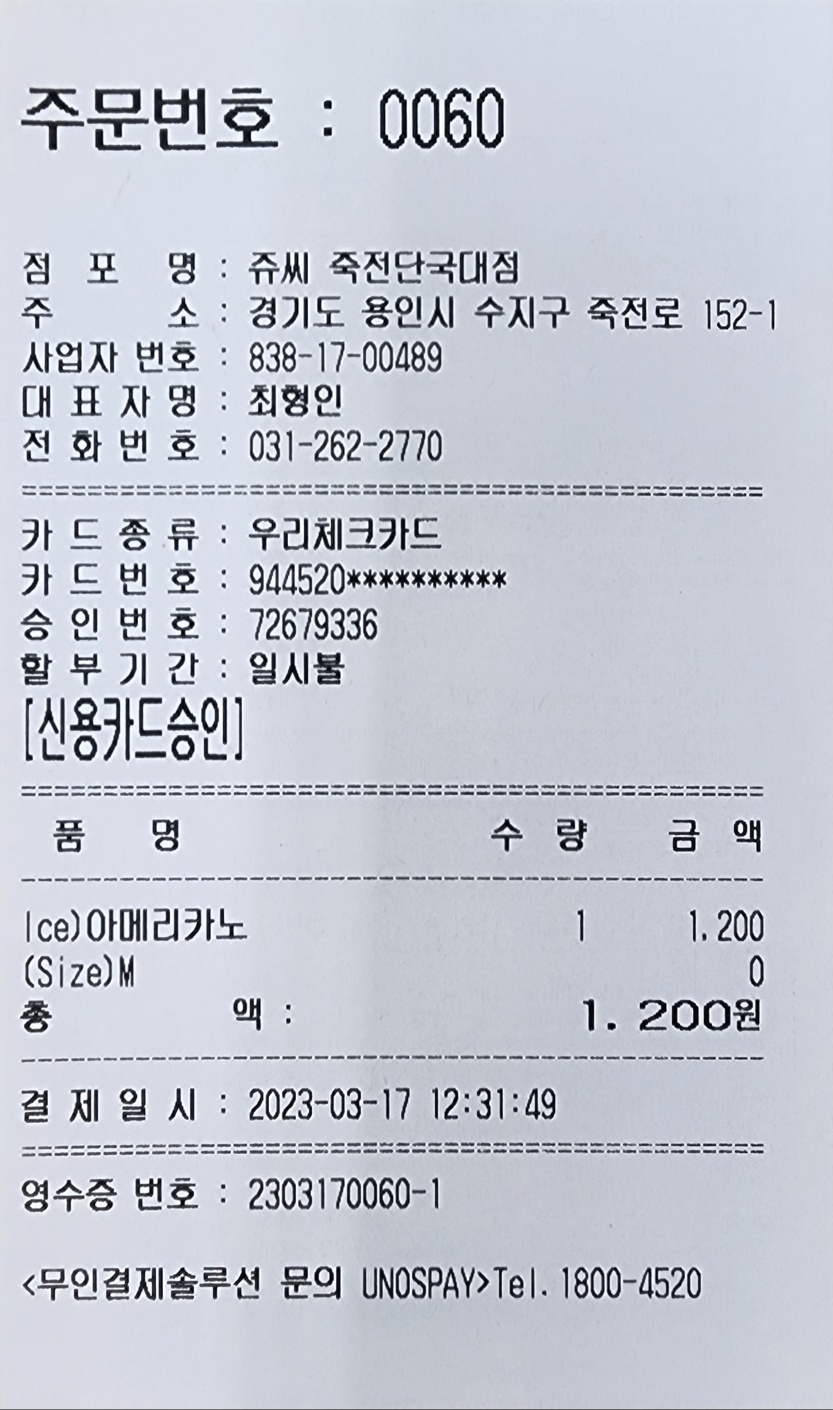 주문번호 : 0060
점 포 명 : 쥬씨 죽전단국대점
주 소 : 경기도 용인시 수지구 죽전로 152-1
사업자 번호 : 838-17-00489
대 표 자 명 : 최형인
전 화 번 호 : 031-262-2770
==============================================
카 드 종 류 : 우리체크카드
카 드 번 호 : 944520**********
승 인 번 호 : 72679336
할 부 기 간 : 일시불
[신용카드승인]
==============================================
품 명 수 량 금 액
----------------------------------------------
Ice)아메리카노 1 1.200
(Size)M 0
총 액 : 1. 200원
----------------------------------------------
결 제 일 시 : 2023-03-17 12:31:49
==============================================
영수증 번호 : 2303170060-1
<무인결제솔루션 문의 UNOSPAY>Tel. 1800-4520